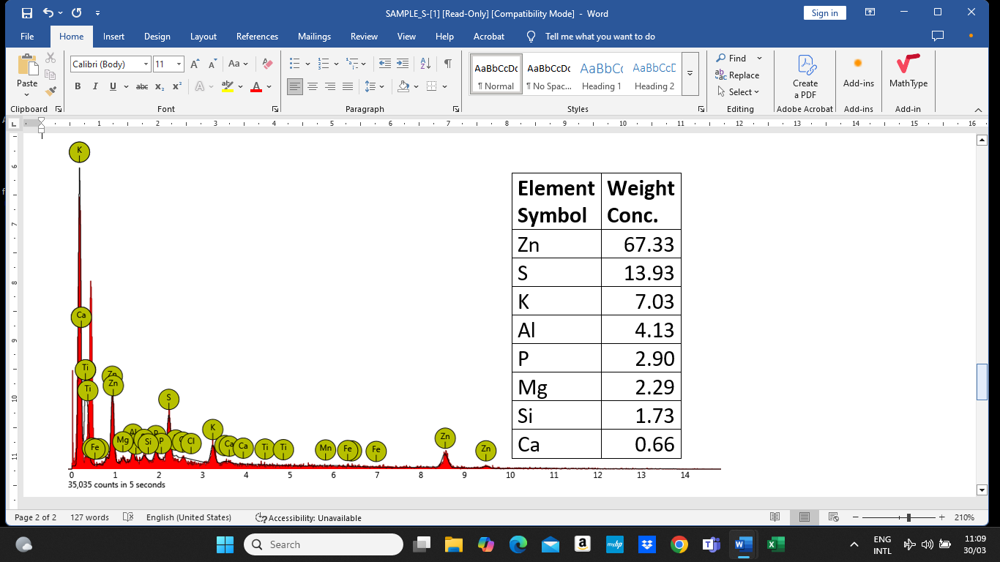 SAMPLE_S-[1] [Read-Only] [Compatibility Mode] - Word
Sign in
File Home Insert Design Layout References Mailings Review View Help Acrobat Tell me what you want to do
Paste
Calibri (Body) 11
Aa
B I U abc x₂ x² A ab A
AaBbCcDc AaBbCcDc AaBbCc AaBbCcC
¶ Normal ¶ No Spac... Heading 1 Heading 2
Find
Replace
Select
Create a PDF
Add-ins
MathType
Clipboard Font Paragraph Styles Editing Adobe Acrobat Add-ins Add-in
1 2 3 4 5 6 7 8 9 10 11 12 13 14 15 16
6
7
8
9
10
11
K
Ca
Ti
Ti
Zn
Zn
Fe
Mg
Al
Si
P
P
S
Cl
K
Ca
Ca
Ti
Ti
Mn
Fe
Fe
Zn
Zn
0 1 2 3 4 5 6 7 8 9 10 11 12 13 14
35,035 counts in 5 seconds
Element Symbol Weight Conc.
Zn 67.33
S 13.93
K 7.03
Al 4.13
P 2.90
Mg 2.29
Si 1.73
Ca 0.66
Page 2 of 2 127 words English (United States) Accessibility: Unavailable 210%
Search
ENG
INTL
11:09
30/03